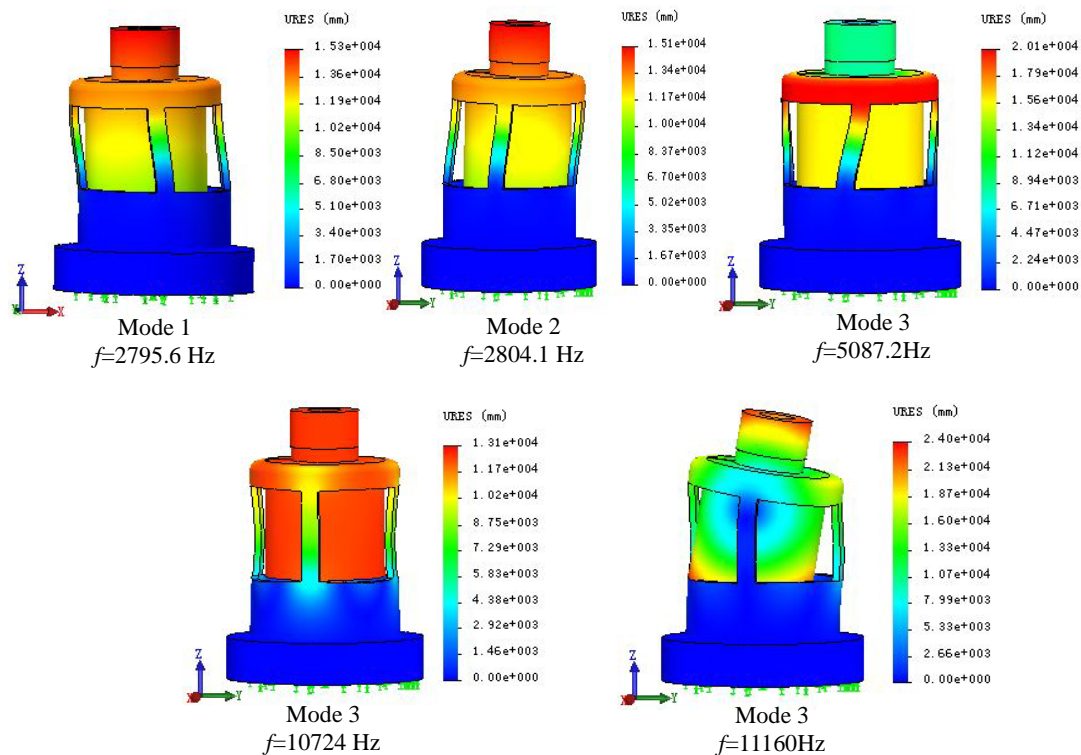 URES (mm)
1.53e+004
1.36e+004
1.19e+004
1.02e+004
8.50e+003
6.80e+003
5.10e+003
3.40e+003
1.70e+003
0.00e+000
Z
Y
X
Mode 1
f=2795.6 Hz
URES (mm)
1.51e+004
1.34e+004
1.17e+004
1.00e+004
8.37e+003
6.70e+003
5.02e+003
3.35e+003
1.67e+003
0.00e+000
Z
X
Y
Mode 2
f=2804.1 Hz
URES (mm)
2.01e+004
1.79e+004
1.56e+004
1.34e+004
1.12e+004
8.94e+003
6.71e+003
4.47e+003
2.24e+003
0.00e+000
Z
X
Y
Mode 3
f=5087.2Hz
URES (mm)
1.31e+004
1.17e+004
1.02e+004
8.75e+003
7.29e+003
5.83e+003
4.38e+003
2.92e+003
1.46e+003
0.00e+000
Z
X
Y
Mode 3
f=10724 Hz
URES (mm)
2.40e+004
2.13e+004
1.87e+004
1.60e+004
1.33e+004
1.07e+004
7.99e+003
5.33e+003
2.66e+003
0.00e+000
Z
X
Y
Mode 3
f=11160Hz